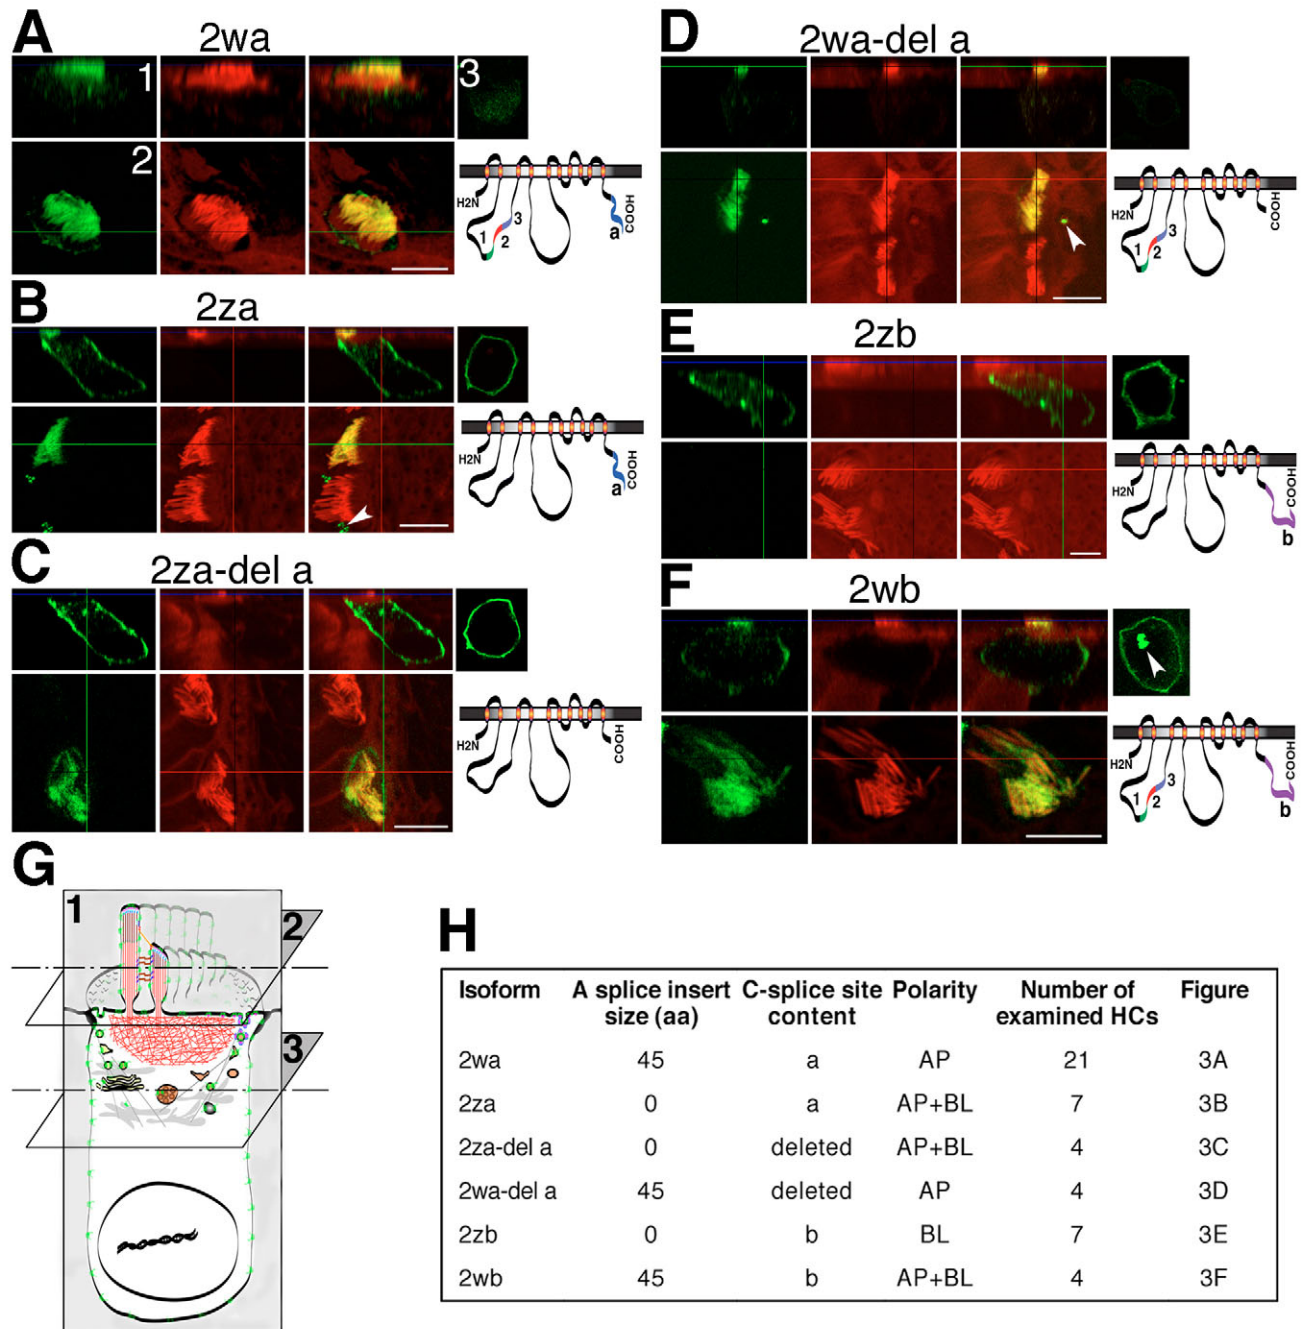 A
2wa
1
3
2
H2N
1
2
3
a
COOH
B
2za
H2N
a
COOH
C
2za-del a
H2N
COOH
D
2wa-del a
H2N
1
2
3
COOH
E
2zb
H2N
COOH
b
F
2wb
H2N
1
2
3
COOH
b
G
1
2
3
H
Isoform A splice insert C-splice site Polarity Number of Figure
size (aa) content examined HCs
2wa 45 a AP 21 3A
2za 0 a AP+BL 7 3B
2za-del a 0 deleted AP+BL 4 3C
2wa-del a 45 deleted AP 4 3D
2zb 0 b BL 7 3E
2wb 45 b AP+BL 4 3F